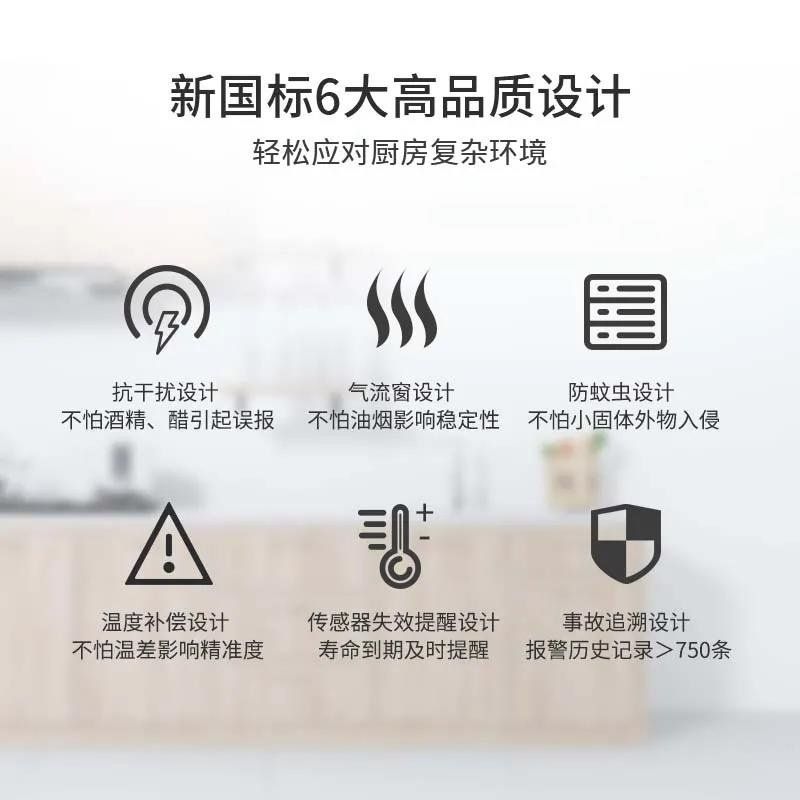 新国标6大高品质设计
轻松应对厨房复杂环境
抗干扰设计
不怕酒精、醋引起误报
气流窗设计
不怕油烟影响稳定性
防蚊虫设计
不怕小固体外物入侵
温度补偿设计
不怕温差影响精准度
传感器失效提醒设计
寿命到期及时提醒
事故追溯设计
报警历史记录＞750条